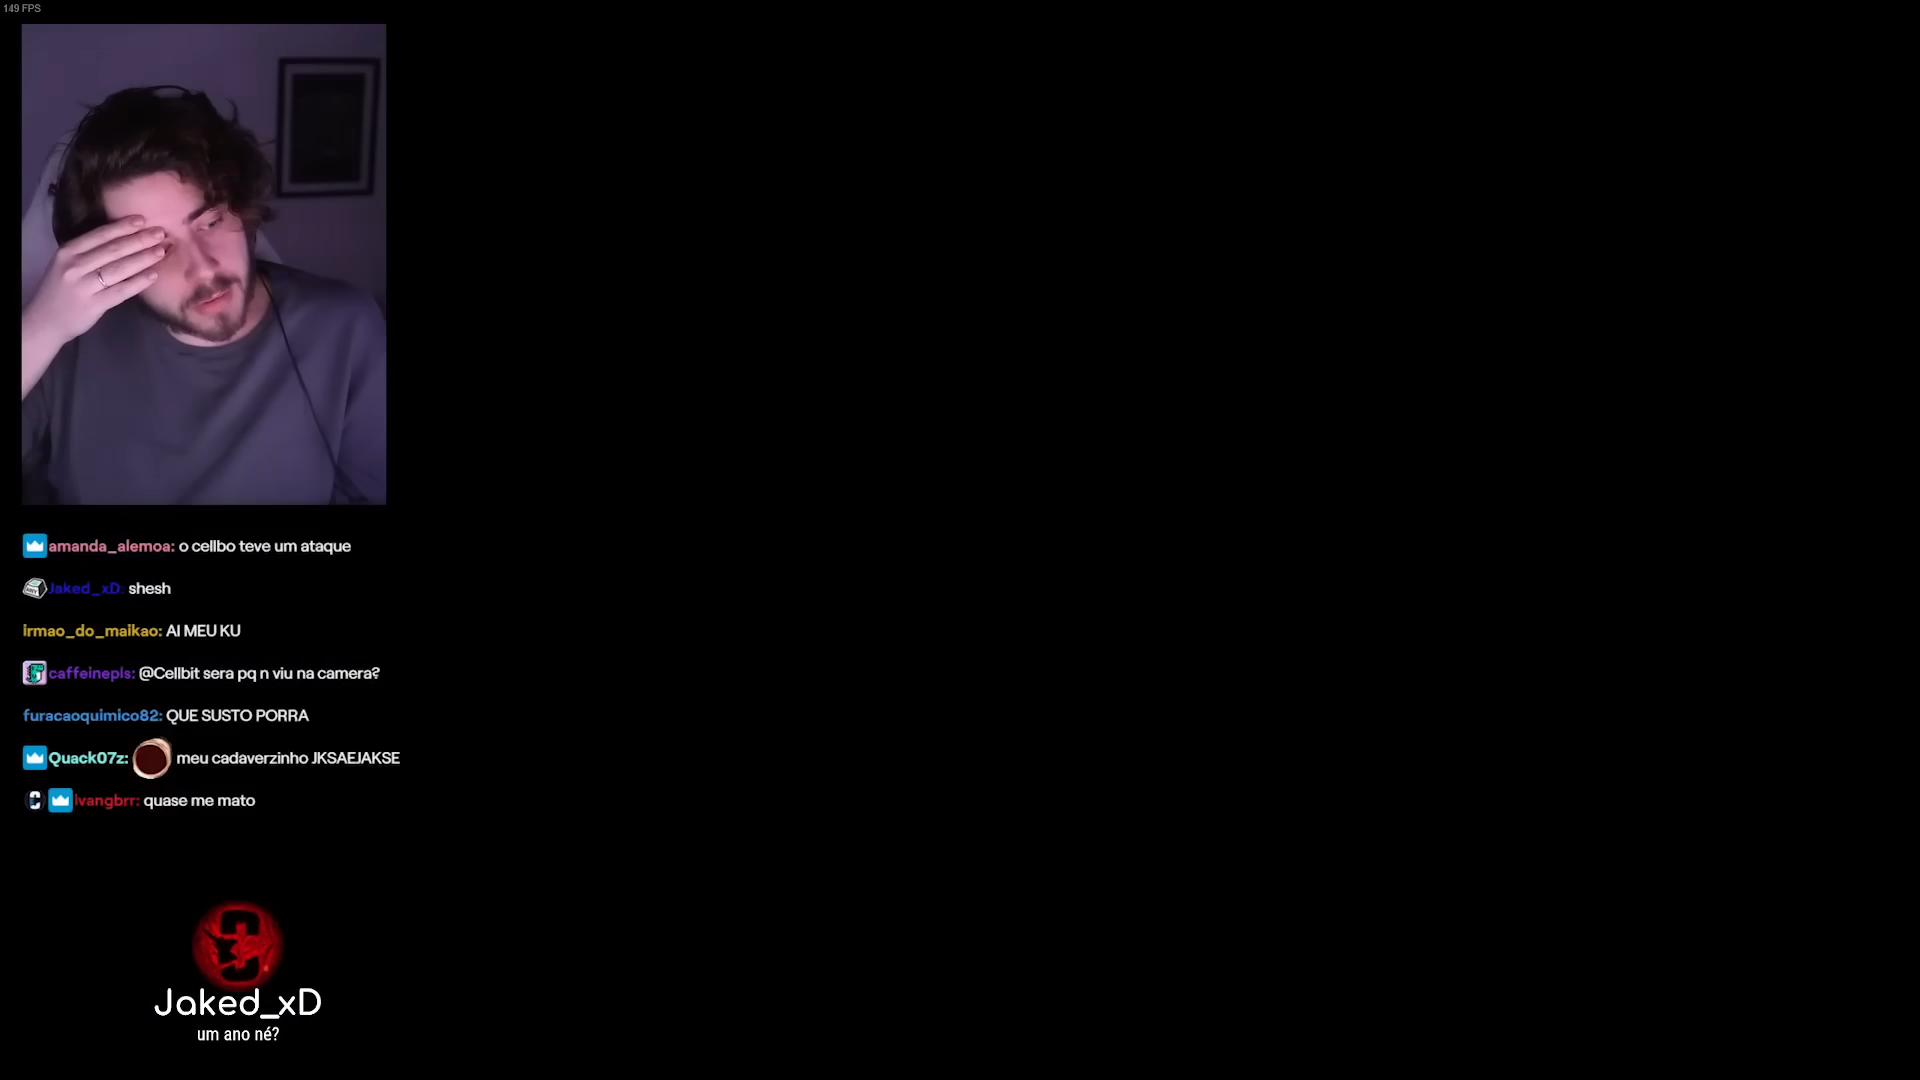 149 FPS
amanda_alemoa: o cellbo teve um ataque
Jaked_xD: shesh
irmao_do_maikao: AI MEU KU
caffeinepls: @Cellbit sera pq n viu na camera?
furacaoquimico82: QUE SUSTO PORRA
Quack07z: meu cadaverzinho JKSAEJAKSE
ivangbrr: quase me mato
Jaked_xD
um ano né?